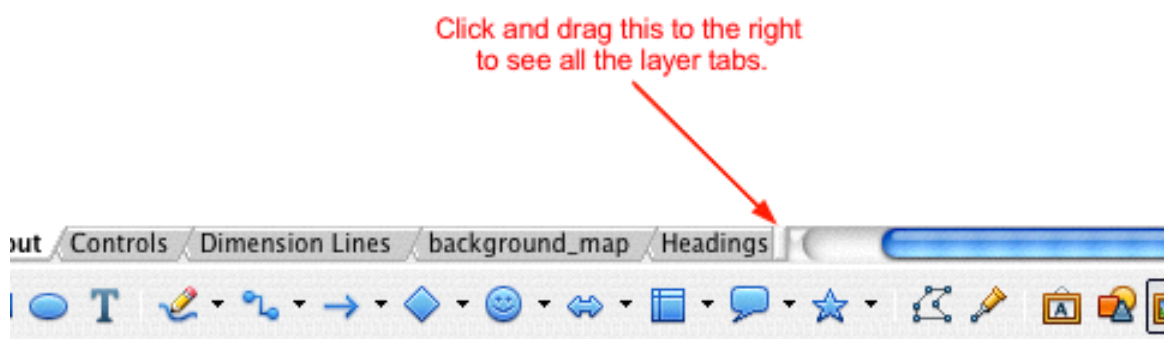 Click and drag this to the right
to see all the layer tabs.
out Controls Dimension Lines background_map Headings
T
A